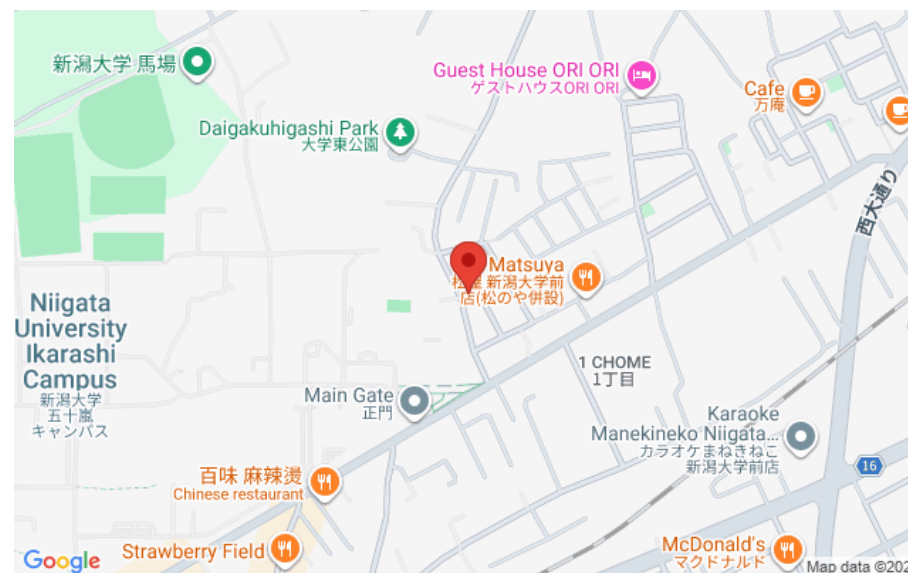 新潟大学 馬場
Guest House ORI ORI
ゲストハウスORI ORI
Cafe
万庵
Daigakuhigashi Park
大学東公園
西大通り
Matsuya
新潟大学前
店(松のや併設)
Niigata
University
Ikarashi
Campus
新潟大学
五十嵐
キャンパス
1 CHOME
1丁目
Main Gate
正門
Karaoke
Manekineko Niigata...
カラオケまねきねこ
新潟大学前店
16
百味 麻辣烫
Chinese restaurant
Strawberry Field
McDonald's
マクドナルド
Google
Map data ©202